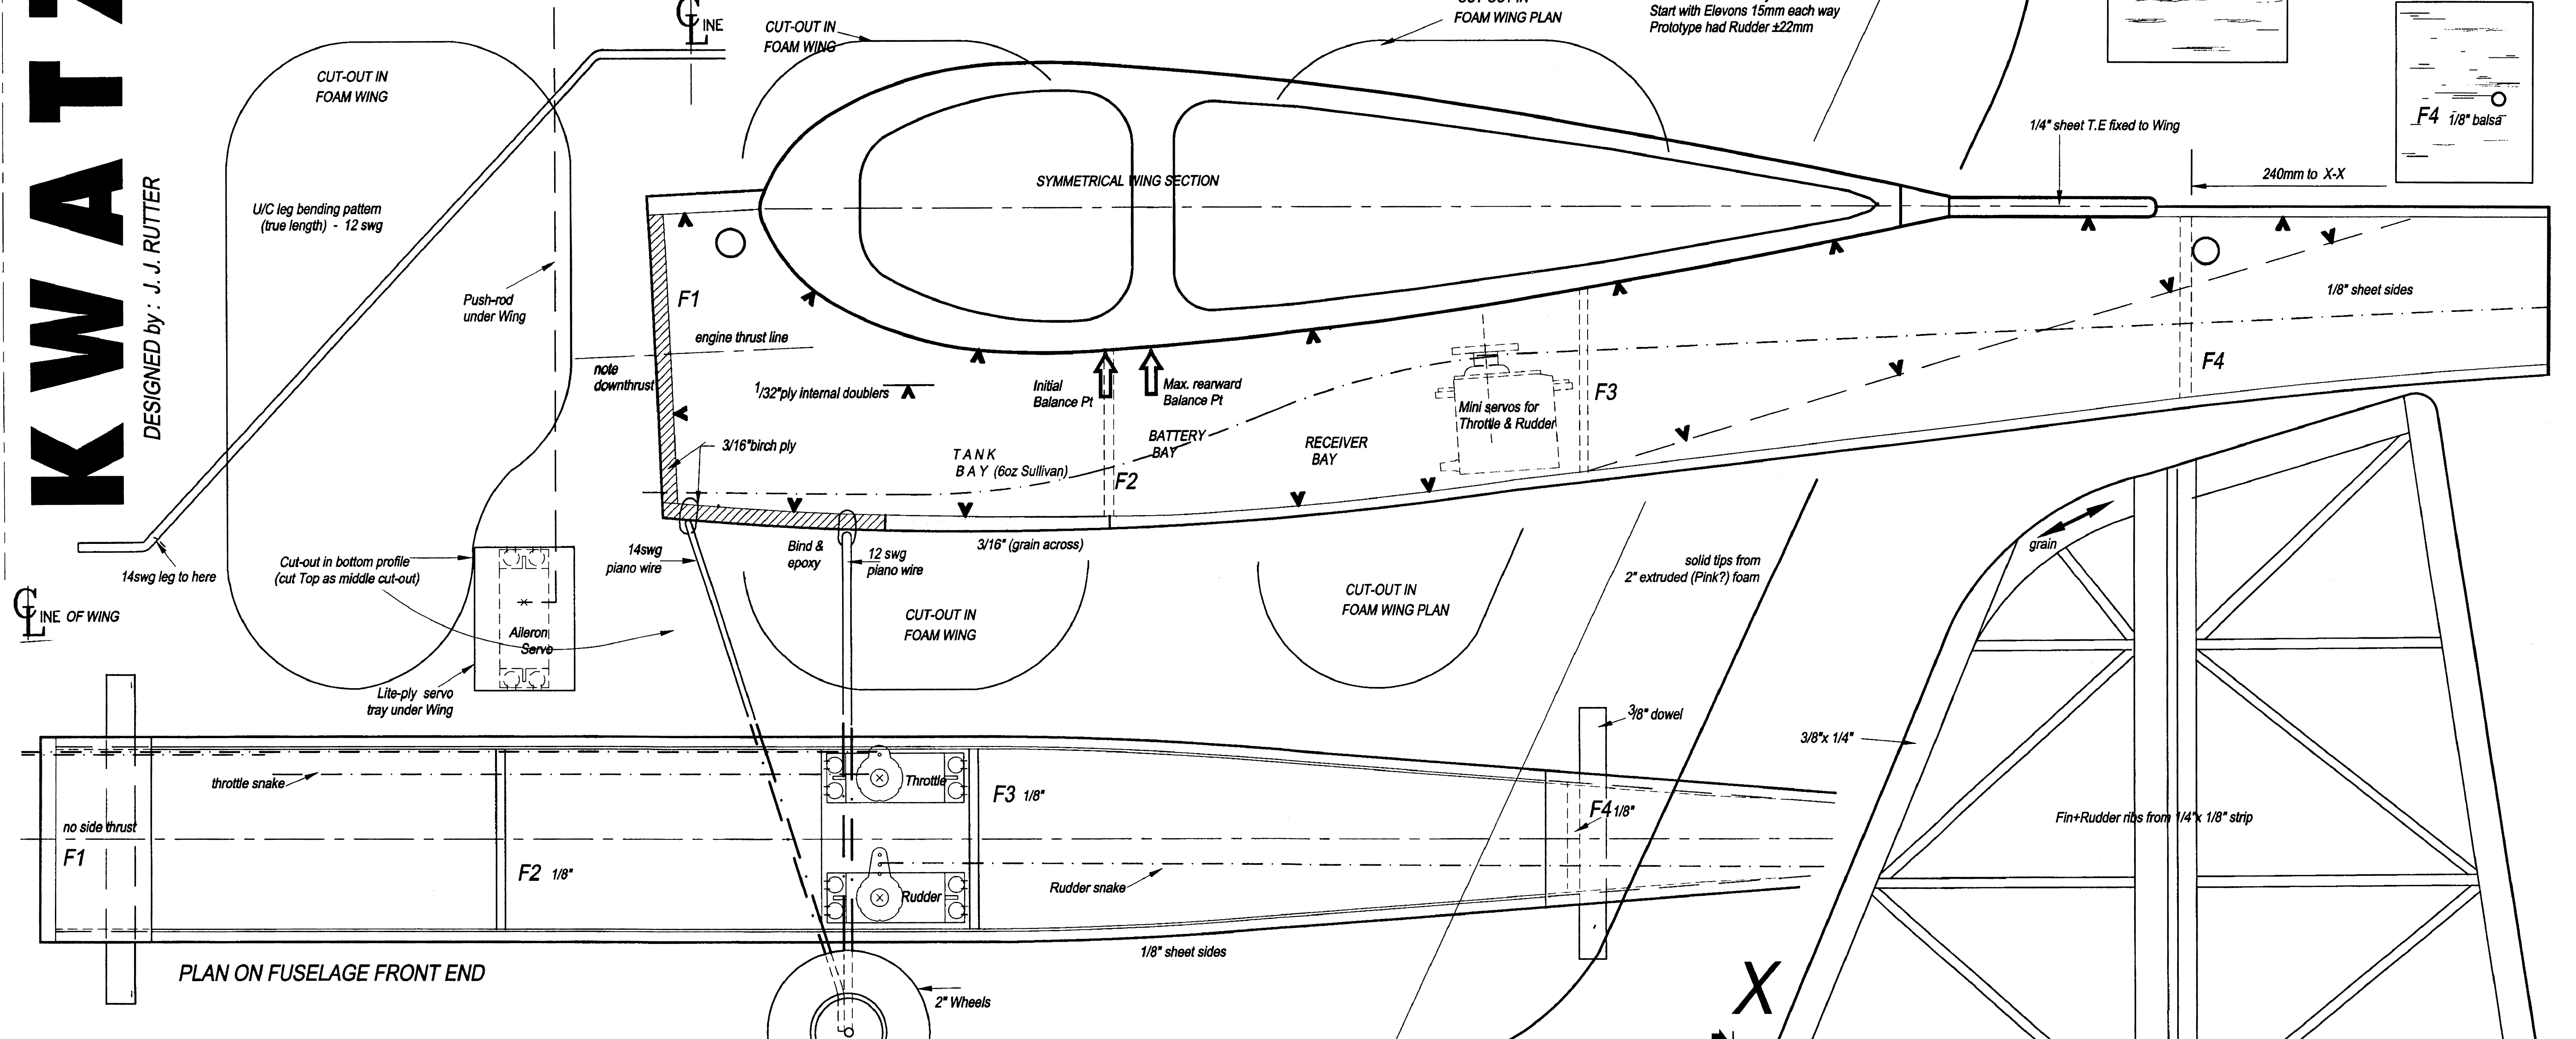 KWATZ
DESIGNED by : J. J. RUTTER
CUT-OUT IN
FOAM WING
U/C leg bending pattern
(true length) - 12 swg
Push-rod
under Wing
14swg leg to here
℄ INE OF WING
Cut-out in bottom profile
(cut Top as middle cut-out)
Aileron
Servo
Lite-ply servo
tray under Wing
℄ INE
CUT-OUT IN
FOAM WING
FOAM WING PLAN
Start with Elevons 15mm each way
Prototype had Rudder ±22mm
F4 1/8" balsa
1/4" sheet T.E fixed to Wing
240mm to X-X
SYMMETRICAL WING SECTION
F1
engine thrust line
note
downthrust
1/32"ply internal doublers
Initial
Balance Pt
Max. rearward
Balance Pt
3/16"birch ply
TANK
BAY (6oz Sullivan)
F2
BATTERY
BAY
RECEIVER
BAY
Mini servos for
Throttle & Rudder
F3
F4
1/8" sheet sides
14swg
piano wire
Bind &
epoxy
12 swg
piano wire
3/16" (grain across)
CUT-OUT IN
FOAM WING
CUT-OUT IN
FOAM WING PLAN
solid tips from
2" extruded (Pink?) foam
grain
3/8" dowel
3/8"x 1/4"
Fin+Rudder ribs from 1/4"x 1/8" strip
throttle snake
no side thrust
F1
F2 1/8"
Throttle
Rudder
F3 1/8"
Rudder snake
F4 1/8"
1/8" sheet sides
PLAN ON FUSELAGE FRONT END
2" Wheels
X